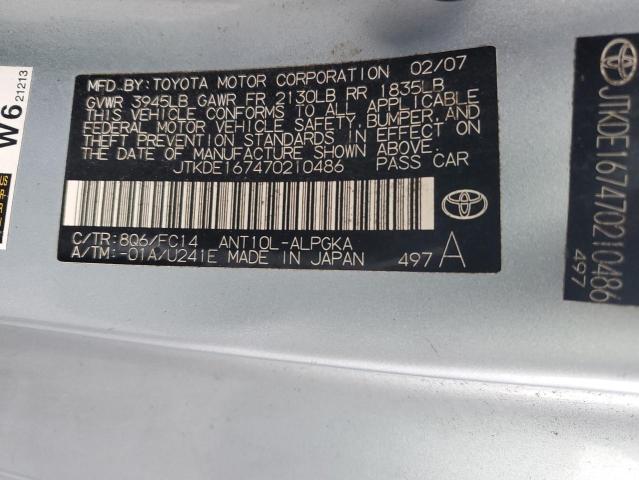 MFD.BY:TOYOTA MOTOR CORPORATION 02/07
GVWR 3945LB GAWR FR 2130LB RR 1835LB
THIS VEHICLE CONFORMS TO ALL APPLICABLE
FEDERAL MOTOR VEHICLE SAFETY,BUMPER,AND
THEFT PREVENTION STANDARDS IN EFFECT ON
THE DATE OF MANUFACTURE SHOWN ABOVE.
JTKDE167470210486 PASS CAR
C/TR:8Q6/FC14 ANT10L-ALPGKA
A/TM:-01A/U241E MADE IN JAPAN 497 A
W6
21213
JTKDE167470210486
497